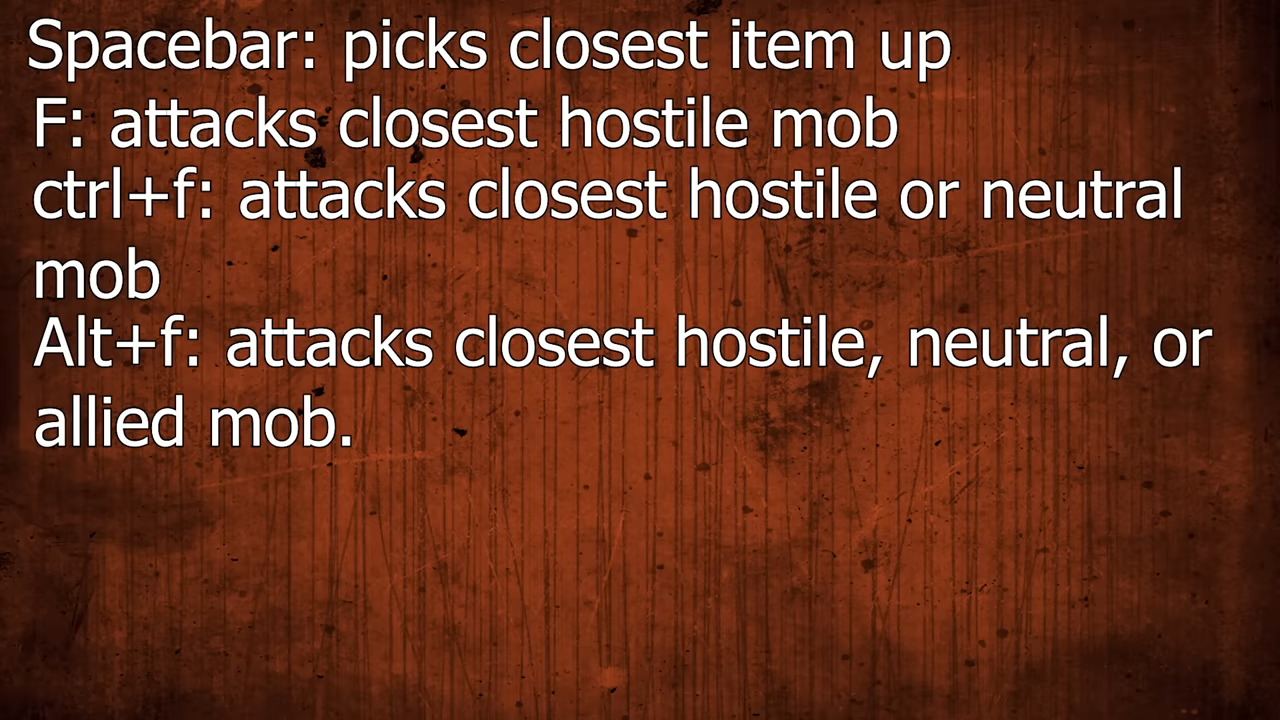 Spacebar: picks closest item up
F: attacks closest hostile mob
ctrl+f: attacks closest hostile or neutral
mob
Alt+f: attacks closest hostile, neutral, or
allied mob.